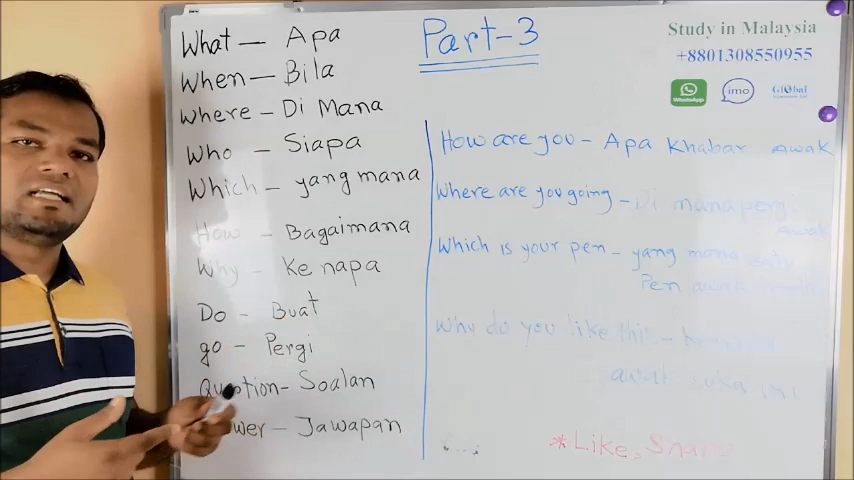 Part-3
Study in Malaysia
+8801308550955
WhatsApp
imo
Global
What — Apa
When — Bila
Where - Di Mana
Who - Siapa
Which - yang mana
How - Bagaimana
Why - Ke napa
Do - Buat
go - Pergi
Question - Soalan
wer - Jawapan
How are you - Apa Khabar awak
Where are you going - Di mana pergi
awak
Which is your pen - yang mana
Pen awak
Why do you like this -
awak suka ini
*Like, Share